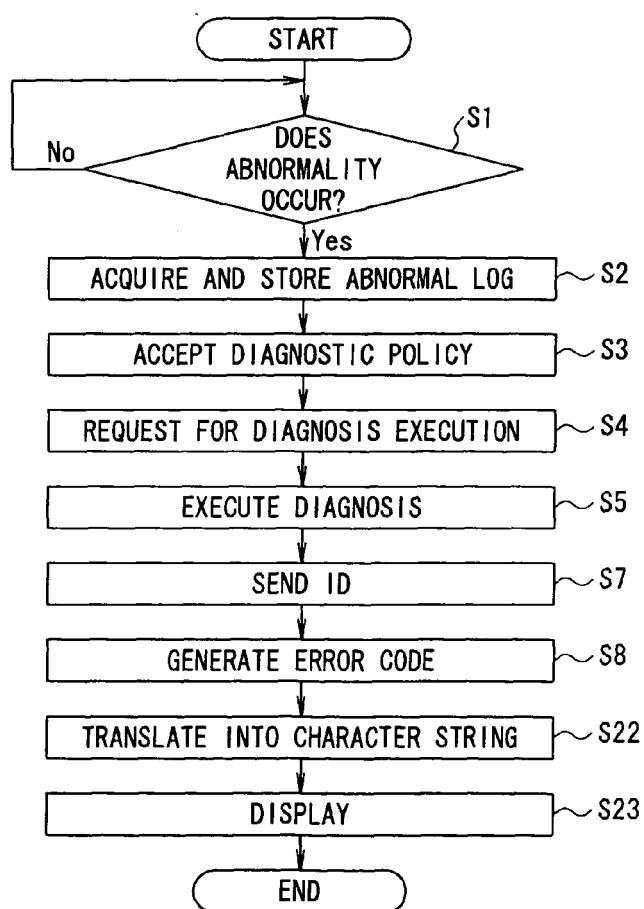 START
S1
DOES
No
ABNORMALITY
OCCUR?
Yes
ACQUIRE AND STORE ABNORMAL LOG
S2
ACCEPT DIAGNOSTIC POLICY
S3
REQUEST FOR DIAGNOSIS EXECUTION
S4
EXECUTE DIAGNOSIS
S5
SEND ID
S7
GENERATE ERROR CODE
S8
TRANSLATE INTO CHARACTER STRING
S22
DISPLAY
S23
END